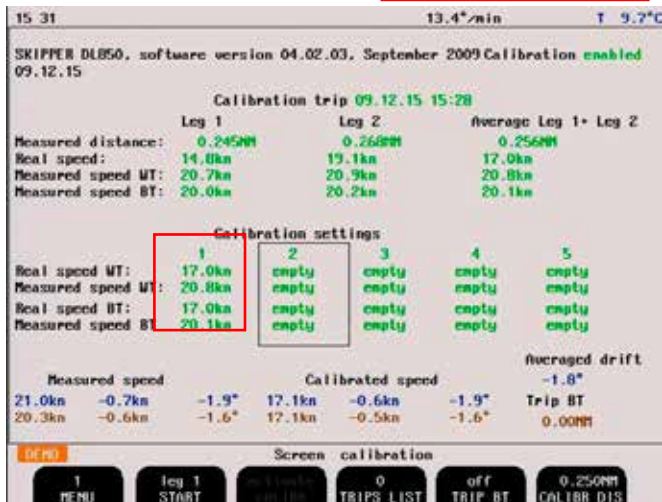 15 31 13.4°/min T 9.7°C
SKIPPER DL850, software version 04.02.03, September 2009 Calibration enabled
09.12.15
Calibration trip 09.12.15 15:28
Leg 1 Leg 2 Average Leg 1+ Leg 2
Measured distance: 0.245NM 0.268NM 0.256NM
Real speed: 14.8kn 19.1kn 17.0kn
Measured speed WT: 20.7kn 20.9kn 20.8kn
Measured speed BT: 20.0kn 20.2kn 20.1kn
Calibration settings
1 2 3 4 5
Real speed WT: 17.0kn empty empty empty empty
Measured speed WT: 20.8kn empty empty empty empty
Real speed BT: 17.0kn empty empty empty empty
Measured speed BT 20.1kn empty empty empty empty
Averaged drift
Measured speed Calibrated speed -1.8°
21.0kn -0.7kn -1.9° 17.1kn -0.6kn -1.9° Trip BT
20.3kn -0.6kn -1.6° 17.1kn -0.5kn -1.6° 0.00NM
DEMO Screen calibration
1 leg 1 0 off 0.250NM
MENU START TRIPS LIST TRIP BT CALIBR DIS